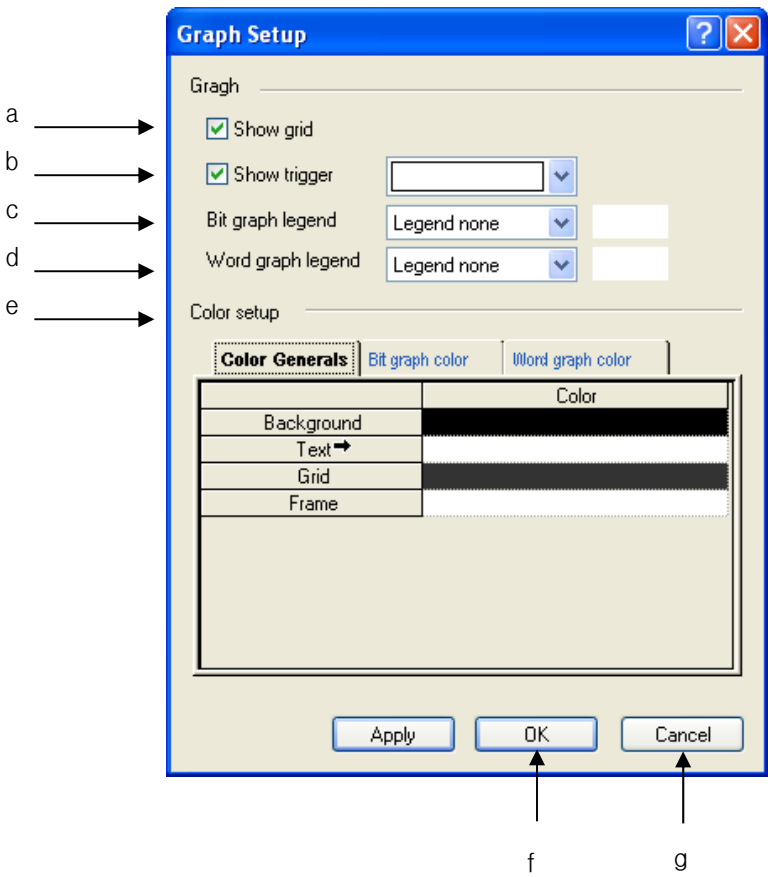 Graph Setup
Gragh
a
Show grid
b
Show trigger
c
Bit graph legend
Legend none
d
Word graph legend
Legend none
e
Color setup
Color Generals
Bit graph color
Word graph color
Color
Background
Text
Grid
Frame
Apply
OK
Cancel
f
g